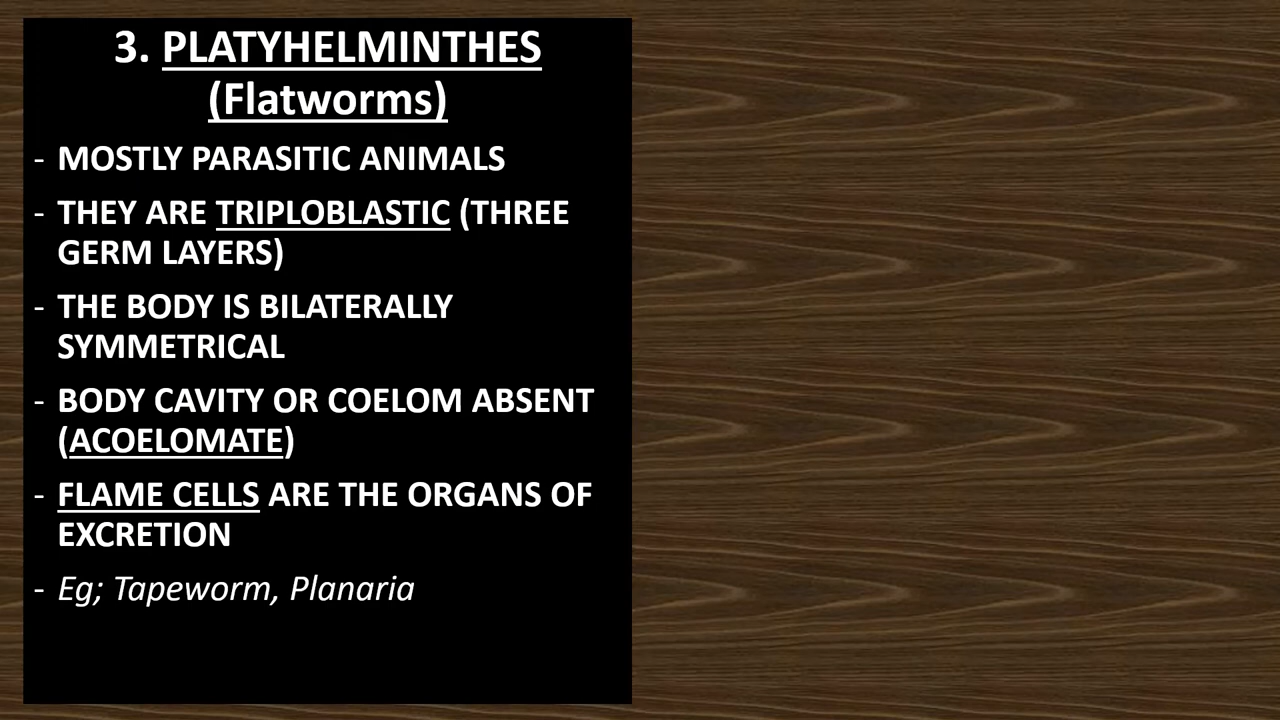 3. PLATYHELMINTHES
(Flatworms)
- MOSTLY PARASITIC ANIMALS
- THEY ARE TRIPLOBLASTIC (THREE
GERM LAYERS)
- THE BODY IS BILATERALLY
SYMMETRICAL
- BODY CAVITY OR COELOM ABSENT
(ACOELOMATE)
- FLAME CELLS ARE THE ORGANS OF
EXCRETION
- Eg; Tapeworm, Planaria